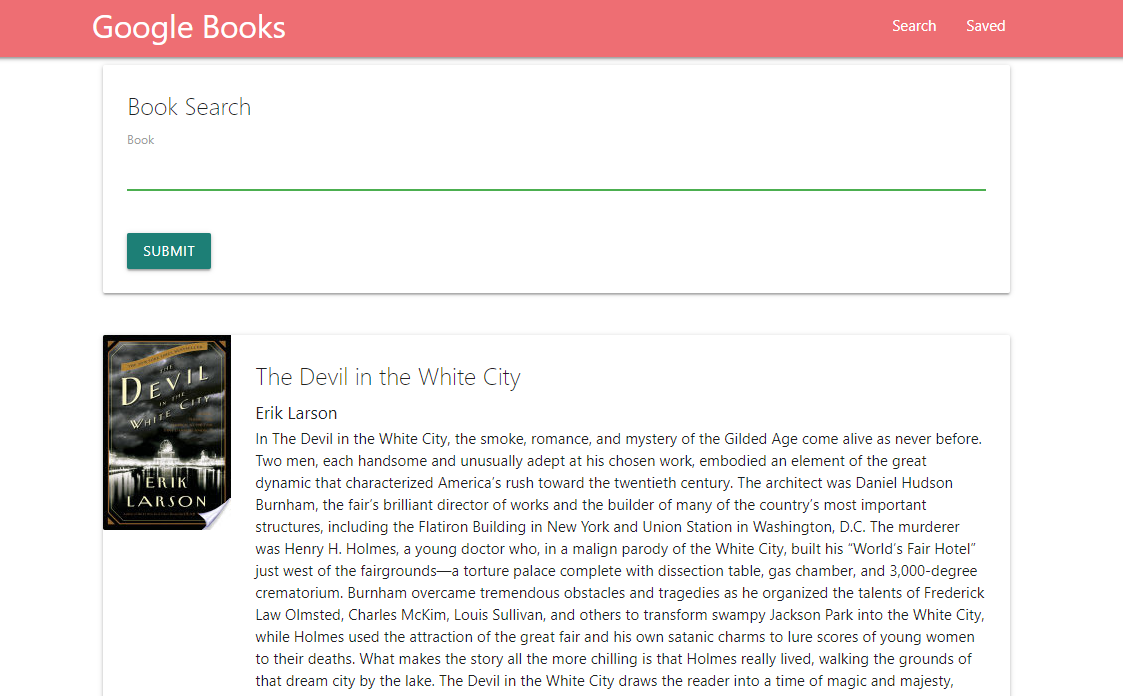 Google Books
Search
Saved
Book Search
Book
SUBMIT
THE
DEVIL
IN THE
WHITE CITY
ERIK
LARSON
The Devil in the White City
Erik Larson
In The Devil in the White City, the smoke, romance, and mystery of the Gilded Age come alive as never before.
Two men, each handsome and unusually adept at his chosen work, embodied an element of the great
dynamic that characterized America’s rush toward the twentieth century. The architect was Daniel Hudson
Burnham, the fair’s brilliant director of works and the builder of many of the country’s most important
structures, including the Flatiron Building in New York and Union Station in Washington, D.C. The murderer
was Henry H. Holmes, a young doctor who, in a malign parody of the White City, built his “World’s Fair Hotel”
just west of the fairgrounds—a torture palace complete with dissection table, gas chamber, and 3,000-degree
crematorium. Burnham overcame tremendous obstacles and tragedies as he organized the talents of Frederick
Law Olmsted, Charles McKim, Louis Sullivan, and others to transform swampy Jackson Park into the White City,
while Holmes used the attraction of the great fair and his own satanic charms to lure scores of young women
to their deaths. What makes the story all the more chilling is that Holmes really lived, walking the grounds of
that dream city by the lake. The Devil in the White City draws the reader into a time of magic and majesty,